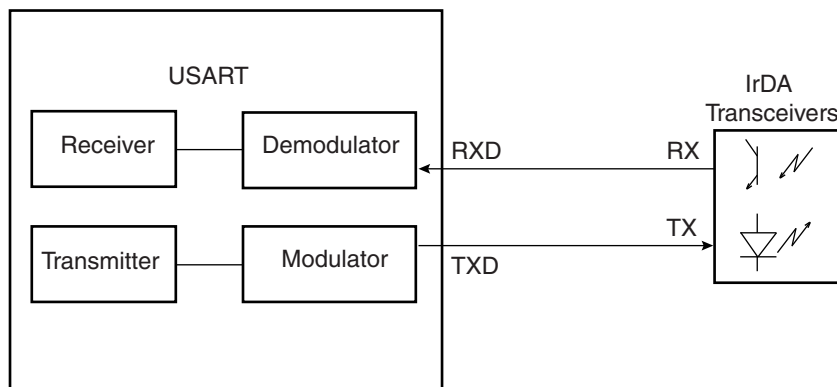 USART
IrDA
Transceivers
Receiver
Demodulator
RXD
RX
Transmitter
Modulator
TX
TXD